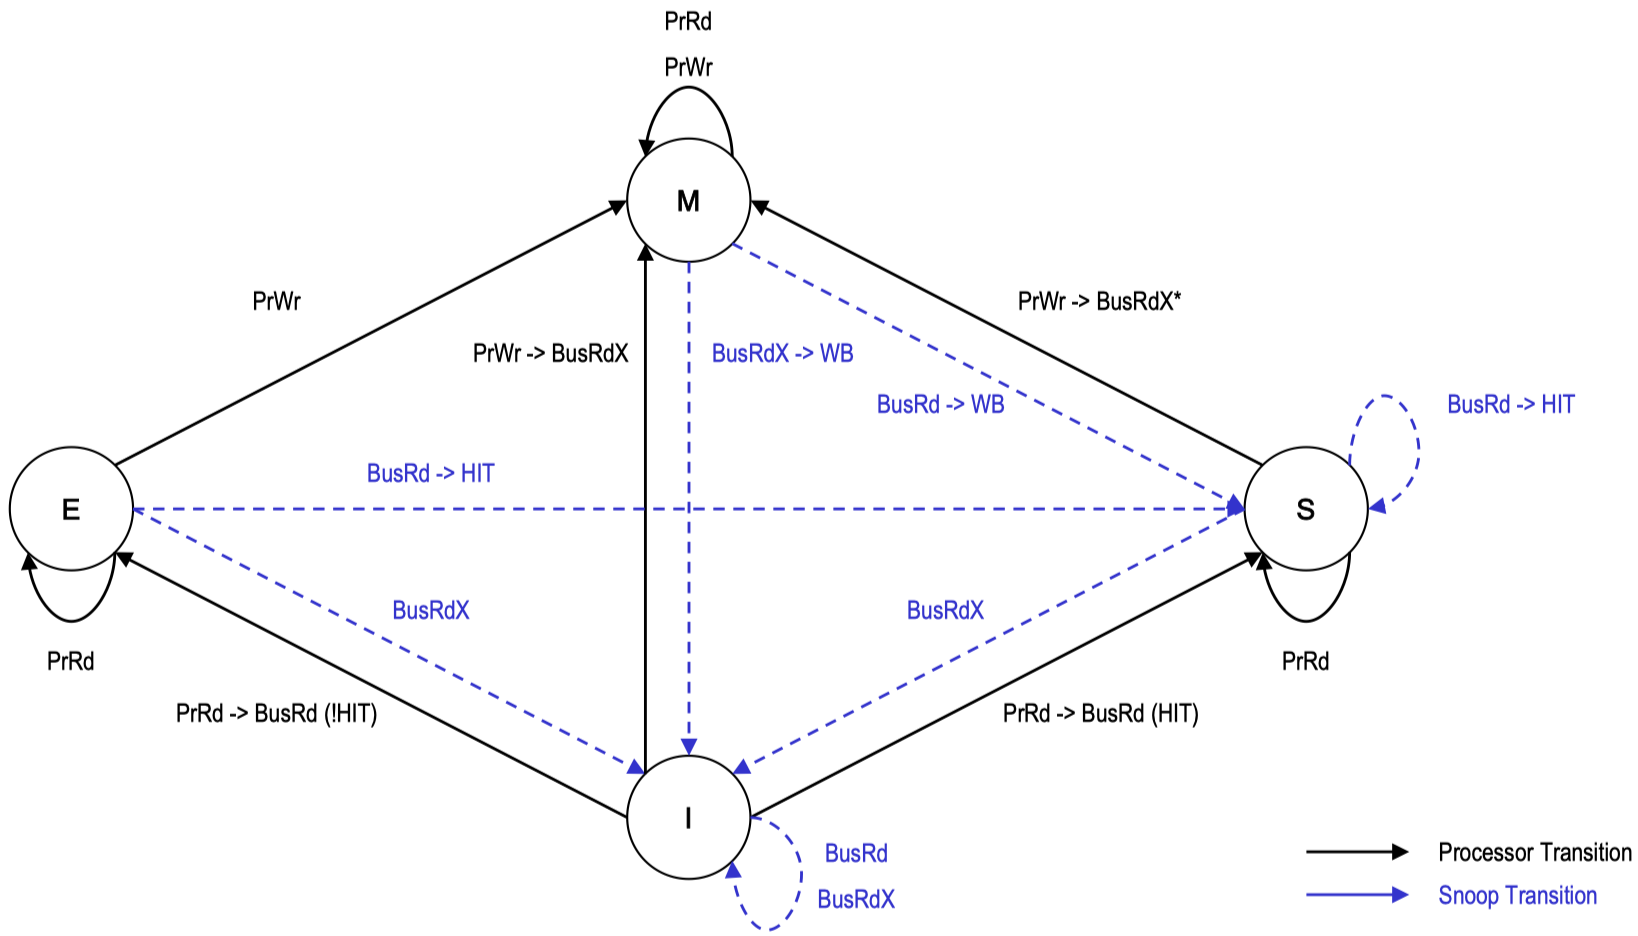 PrRd
PrWr
M
PrWr
PrWr -> BusRdX*
PrWr -> BusRdX
BusRdX -> WB
BusRd -> WB
BusRd -> HIT
BusRd -> HIT
E
S
BusRdX
BusRdX
PrRd
PrRd
PrRd -> BusRd (!HIT)
PrRd -> BusRd (HIT)
I
BusRd
BusRdX
Processor Transition
Snoop Transition